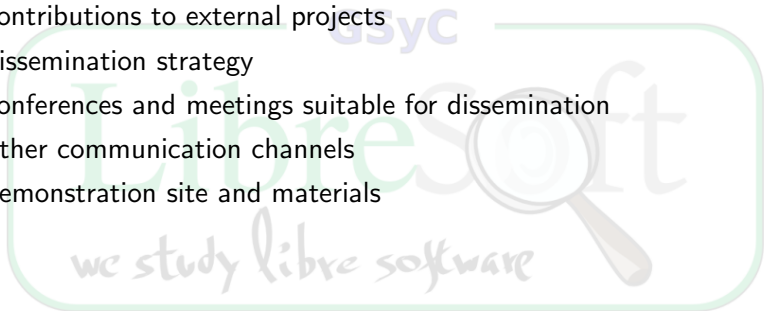 ontributions to external projects
GSyC
issemination strategy
onferences and meetings suitable for dissemination
ther communication channels
emonstration site and materials
LibreSoft
we study libre software